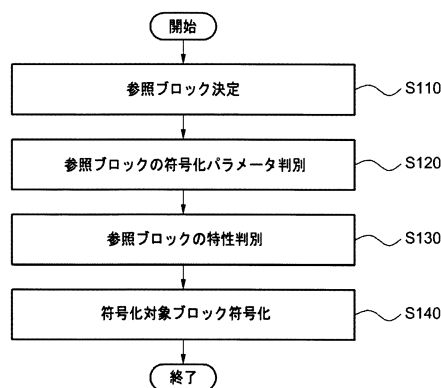 開始
参照ブロック決定
S110
参照ブロックの符号化パラメータ判別
S120
参照ブロックの特性判別
S130
符号化対象ブロック符号化
S140
終了